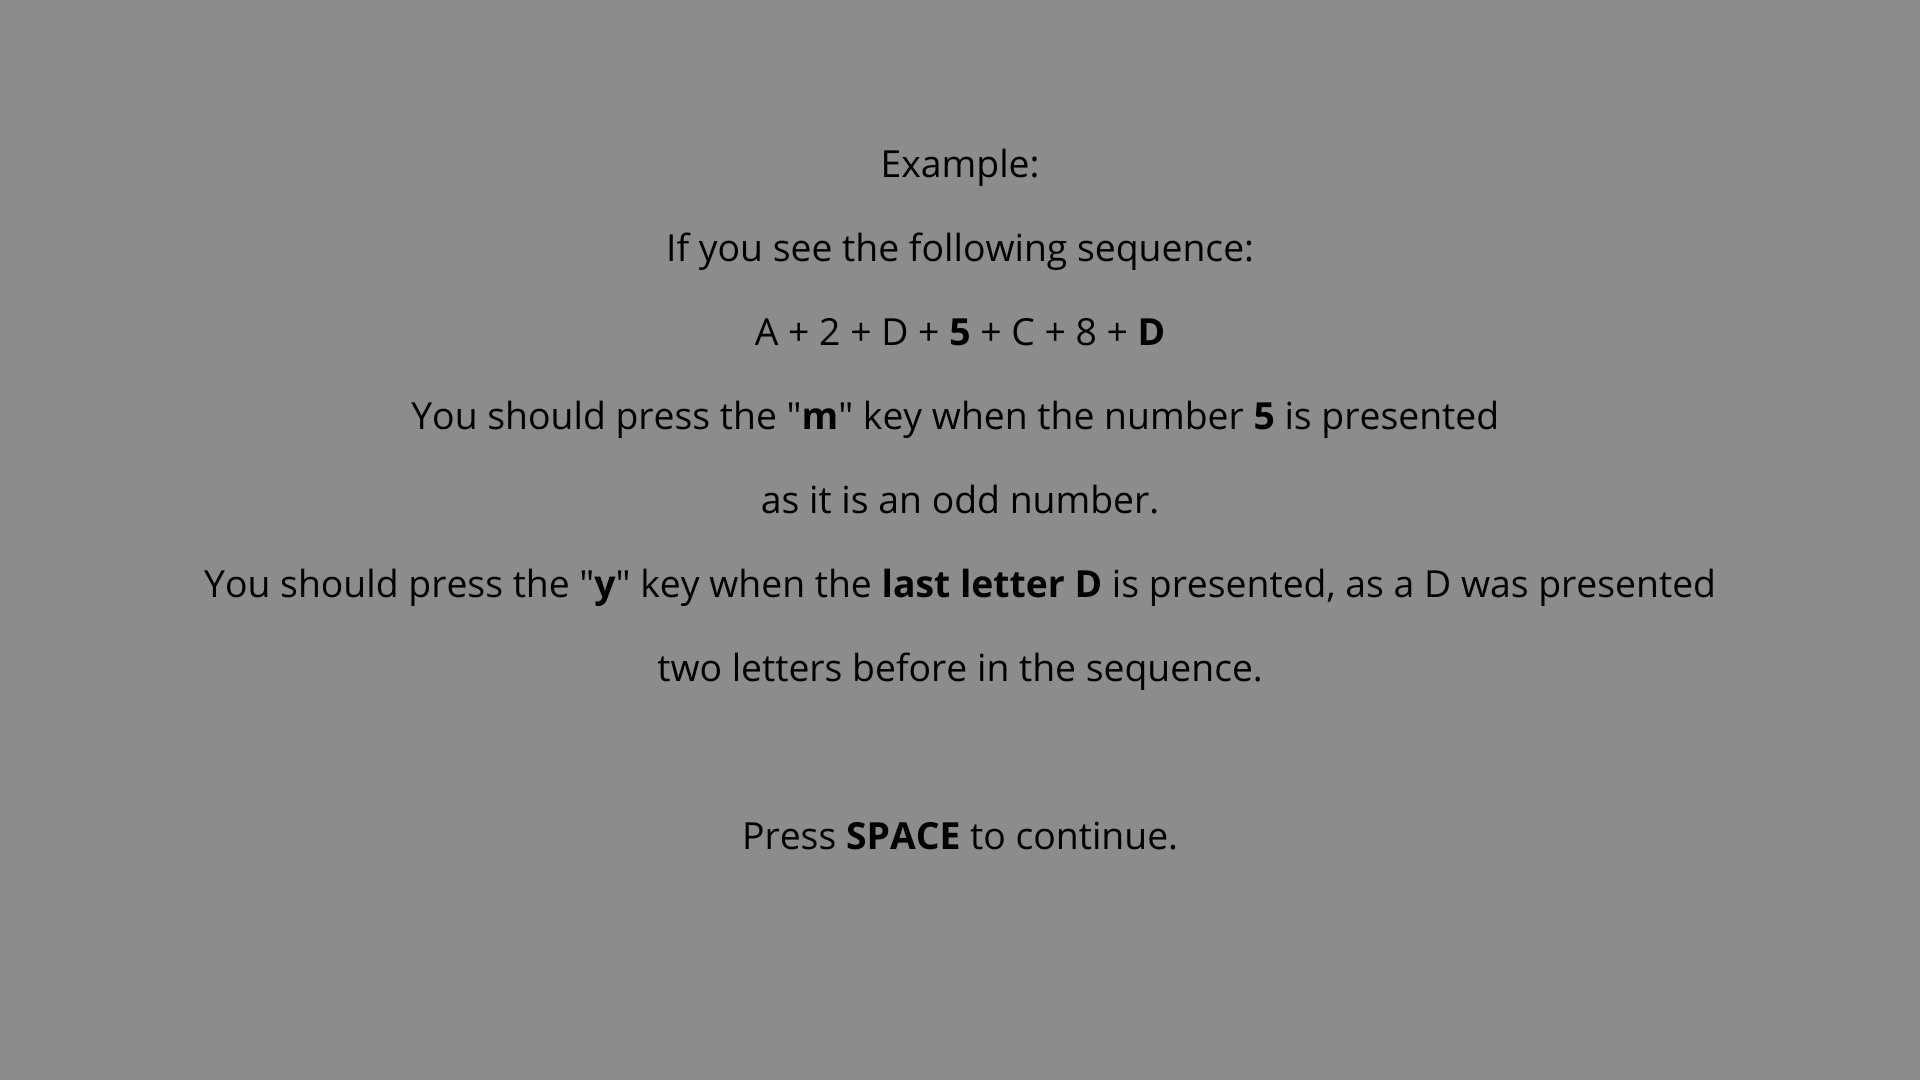 Example:
If you see the following sequence:
A + 2 + D + 5 + C + 8 + D
You should press the "m" key when the number 5 is presented
as it is an odd number.
You should press the "y" key when the last letter D is presented, as a D was presented
two letters before in the sequence.
Press SPACE to continue.